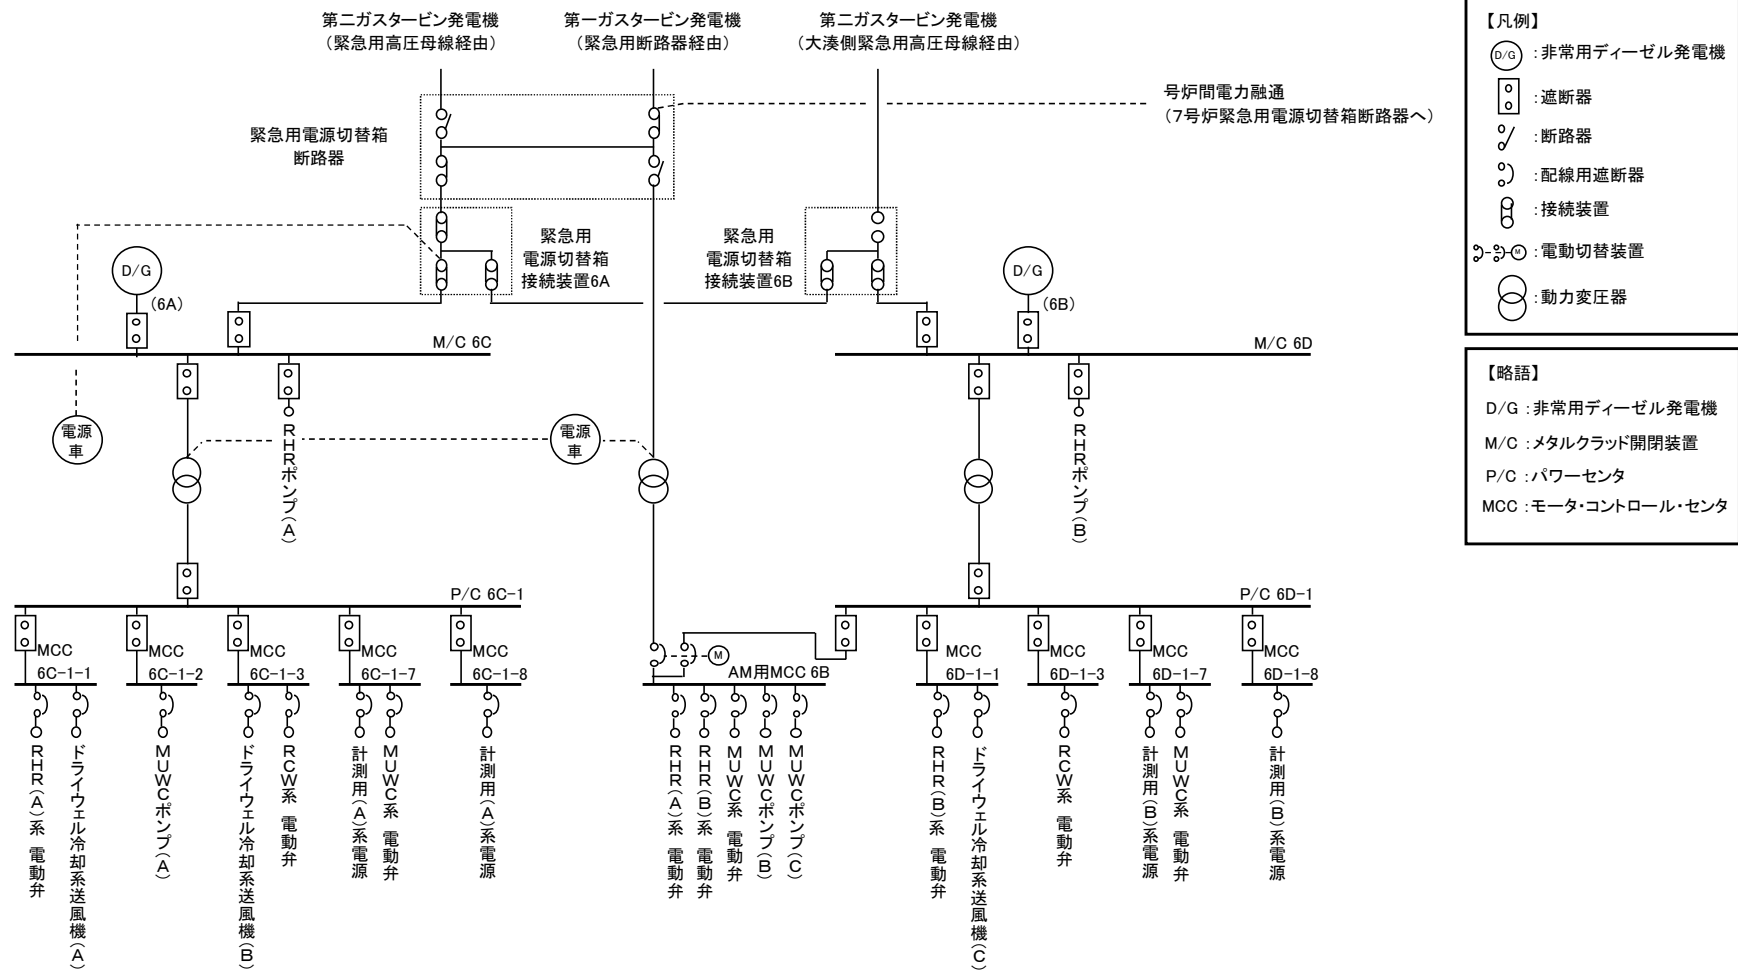 第二ガスタービン発電機
（緊急用高圧母線経由）
第一ガスタービン発電機
（緊急用断路器経由）
第二ガスタービン発電機
（大湊側緊急用高圧母線経由）
号炉間電力融通
（7号炉緊急用電源切替箱断路器へ）
緊急用電源切替箱
断路器
緊急用
電源切替箱
接続装置6A
緊急用
電源切替箱
接続装置6B
D/G
（6A）
D/G
（6B）
M/C 6C
M/C 6D
電源
車
電源
車
RHRポンプ（A）
RHRポンプ（B）
P/C 6C-1
P/C 6D-1
MCC
6C-1-1
MCC
6C-1-2
MCC
6C-1-3
MCC
6C-1-7
MCC
6C-1-8
M
AM用MCC 6B
MCC
6D-1-1
MCC
6D-1-3
MCC
6D-1-7
MCC
6D-1-8
RHR（A）系 電動弁
ドライウェル冷却系送風機（A）
MUWCポンプ（A）
ドライウェル冷却系送風機（B）
RCW系 電動弁
計測用（A）系電源
MUWC系 電動弁
計測用（A）系電源
RHR（A）系 電動弁
RHR（B）系 電動弁
MUWC系 電動弁
MUWCポンプ（B）
MUWCポンプ（C）
RHR（B）系 電動弁
ドライウェル冷却系送風機（C）
RCW系 電動弁
計測用（B）系電源
MUWC系 電動弁
計測用（B）系電源
【凡例】
D/G ：非常用ディーゼル発電機
：遮断器
：断路器
：配線用遮断器
：接続装置
M ：電動切替装置
：動力変圧器
【略語】
D/G ：非常用ディーゼル発電機
M/C ：メタルクラッド開閉装置
P/C ：パワーセンタ
MCC ：モータ・コントロール・センタ